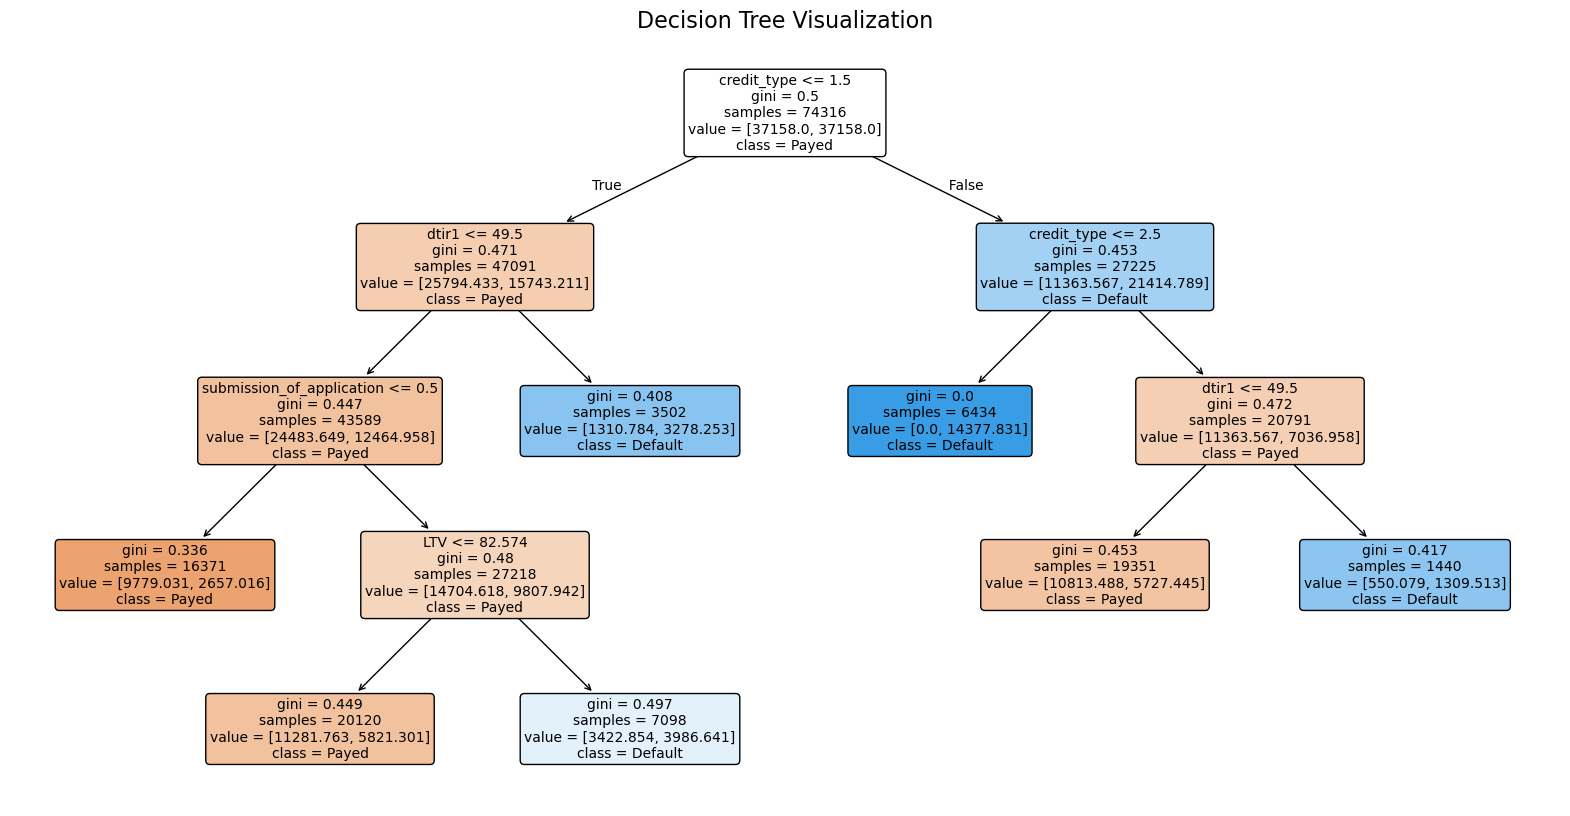 Decision Tree Visualization
credit_type <= 1.5
gini = 0.5
samples = 74316
value = [37158.0, 37158.0]
class = Payed
True
False
dtir1 <= 49.5
gini = 0.471
samples = 47091
value = [25794.433, 15743.211]
class = Payed
credit_type <= 2.5
gini = 0.453
samples = 27225
value = [11363.567, 21414.789]
class = Default
submission_of_application <= 0.5
gini = 0.447
samples = 43589
value = [24483.649, 12464.958]
class = Payed
gini = 0.408
samples = 3502
value = [1310.784, 3278.253]
class = Default
gini = 0.0
samples = 6434
value = [0.0, 14377.831]
class = Default
dtir1 <= 49.5
gini = 0.472
samples = 20791
value = [11363.567, 7036.958]
class = Payed
gini = 0.336
samples = 16371
value = [9779.031, 2657.016]
class = Payed
LTV <= 82.574
gini = 0.48
samples = 27218
value = [14704.618, 9807.942]
class = Payed
gini = 0.453
samples = 19351
value = [10813.488, 5727.445]
class = Payed
gini = 0.417
samples = 1440
value = [550.079, 1309.513]
class = Default
gini = 0.449
samples = 20120
value = [11281.763, 5821.301]
class = Payed
gini = 0.497
samples = 7098
value = [3422.854, 3986.641]
class = Default